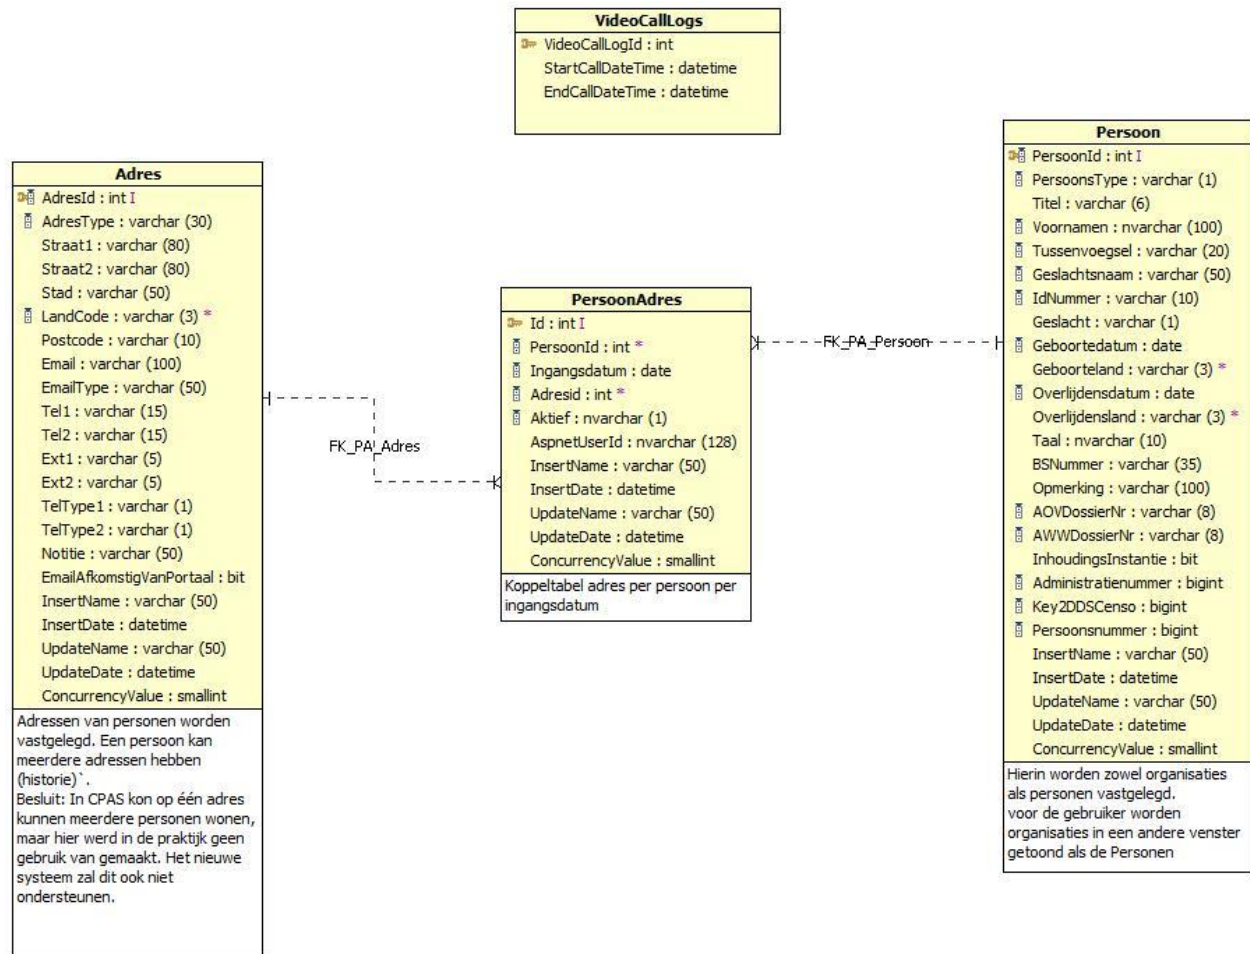 VideoCallLogs
VideoCallLogId : int
StartCallDateTime : datetime
EndCallDateTime : datetime
Adres
AdresId : int I
AdresType : varchar (30)
Straat1 : varchar (80)
Straat2 : varchar (80)
Stad : varchar (50)
LandCode : varchar (3) *
Postcode : varchar (10)
Email : varchar (100)
EmailType : varchar (50)
Tel1 : varchar (15)
Tel2 : varchar (15)
Ext1 : varchar (5)
Ext2 : varchar (5)
TelType1 : varchar (1)
TelType2 : varchar (1)
Notitie : varchar (50)
EmailAfkomstigVanPortaal : bit
InsertName : varchar (50)
InsertDate : datetime
UpdateName : varchar (50)
UpdateDate : datetime
ConcurrencyValue : smallint
Adressen van personen worden
vastgelegd. Een persoon kan
meerdere adressen hebben
(historie)`.
Besluit: In CPAS kon op één adres
kunnen meerdere personen wonen,
maar hier werd in de praktijk geen
gebruik van gemaakt. Het nieuwe
systeem zal dit ook niet
ondersteunen.
FK_PA_Adres
PersoonAdres
Id : int I
PersoonId : int *
Ingangsdatum : date
Adresid : int *
Aktief : nvarchar (1)
AspnetUserId : nvarchar (128)
InsertName : varchar (50)
InsertDate : datetime
UpdateName : varchar (50)
UpdateDate : datetime
ConcurrencyValue : smallint
Koppeltabel adres per persoon per
ingangsdatum
FK_PA_Persoon
Persoon
PersoonId : int I
PersoonsType : varchar (1)
Titel : varchar (6)
Voornamen : nvarchar (100)
Tussenvoegsel : varchar (20)
Geslachtsnaam : varchar (50)
IdNummer : varchar (10)
Geslacht : varchar (1)
Geboortedatum : date
Geboorteland : varchar (3) *
Overlijdensdatum : date
Overlijdensland : varchar (3) *
Taal : nvarchar (10)
BSNummer : varchar (35)
Opmerking : varchar (100)
AOVDossierNr : varchar (8)
AWWDossierNr : varchar (8)
InhoudingsInstantie : bit
Administratienummer : bigint
Key2DDSCenso : bigint
Persoonsnummer : bigint
InsertName : varchar (50)
InsertDate : datetime
UpdateName : varchar (50)
UpdateDate : datetime
ConcurrencyValue : smallint
Hierin worden zowel organisaties
als personen vastgelegd.
voor de gebruiker worden
organisaties in een andere venster
getoond als de Personen